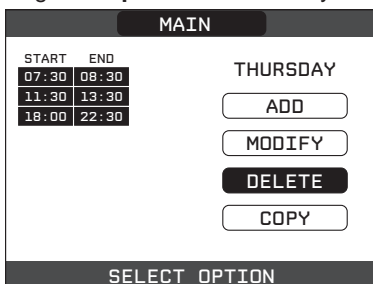 MAIN
START END
07:30 08:30
11:30 13:30
18:00 22:30
THURSDAY
ADD
MODIFY
DELETE
COPY
SELECT OPTION